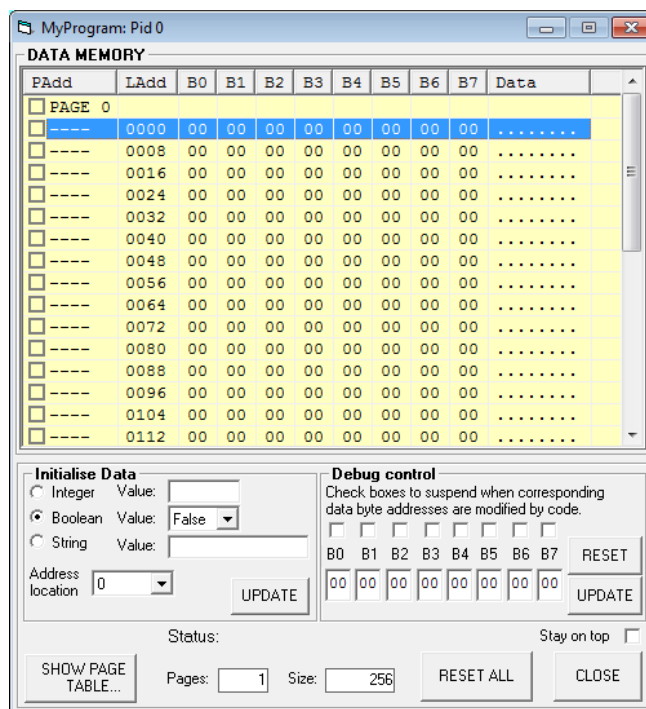 MyProgram: Pid 0
DATA MEMORY
PAdd LAdd B0 B1 B2 B3 B4 B5 B6 B7 Data
PAGE 0
---- 0000 00 00 00 00 00 00 00 00 ........
---- 0008 00 00 00 00 00 00 00 00 ........
---- 0016 00 00 00 00 00 00 00 00 ........
---- 0024 00 00 00 00 00 00 00 00 ........
---- 0032 00 00 00 00 00 00 00 00 ........
---- 0040 00 00 00 00 00 00 00 00 ........
---- 0048 00 00 00 00 00 00 00 00 ........
---- 0056 00 00 00 00 00 00 00 00 ........
---- 0064 00 00 00 00 00 00 00 00 ........
---- 0072 00 00 00 00 00 00 00 00 ........
---- 0080 00 00 00 00 00 00 00 00 ........
---- 0088 00 00 00 00 00 00 00 00 ........
---- 0096 00 00 00 00 00 00 00 00 ........
---- 0104 00 00 00 00 00 00 00 00 ........
---- 0112 00 00 00 00 00 00 00 00 ........
Initialise Data
Integer Value:
Boolean Value: False
String Value:
Address location 0
UPDATE
Debug control
Check boxes to suspend when corresponding
data byte addresses are modified by code.
B0 B1 B2 B3 B4 B5 B6 B7 RESET
00 00 00 00 00 00 00 00 UPDATE
Status:
Stay on top
SHOW PAGE
TABLE...
Pages: 1 Size: 256 RESET ALL CLOSE